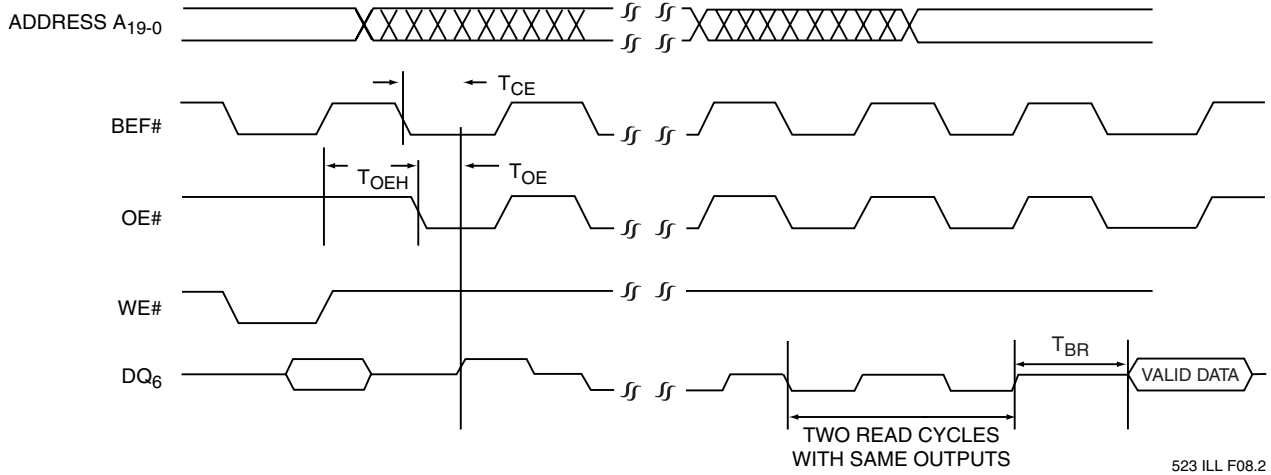 ADDRESS A19-0
TCE
BEF#
TOEH
TOE
OE#
WE#
TBR
DQ6
VALID DATA
TWO READ CYCLES
WITH SAME OUTPUTS
523 ILL F08.2